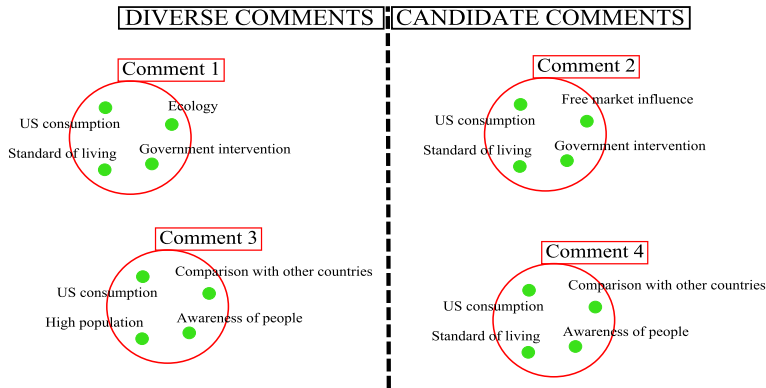 DIVERSE COMMENTS
CANDIDATE COMMENTS
Comment 1
Ecology
US consumption
Government intervention
Standard of living
Comment 2
Free market influence
US consumption
Government intervention
Standard of living
Comment 3
Comparison with other countries
US consumption
High population
Awareness of people
Comment 4
Comparison with other countries
US consumption
Awareness of people
Standard of living